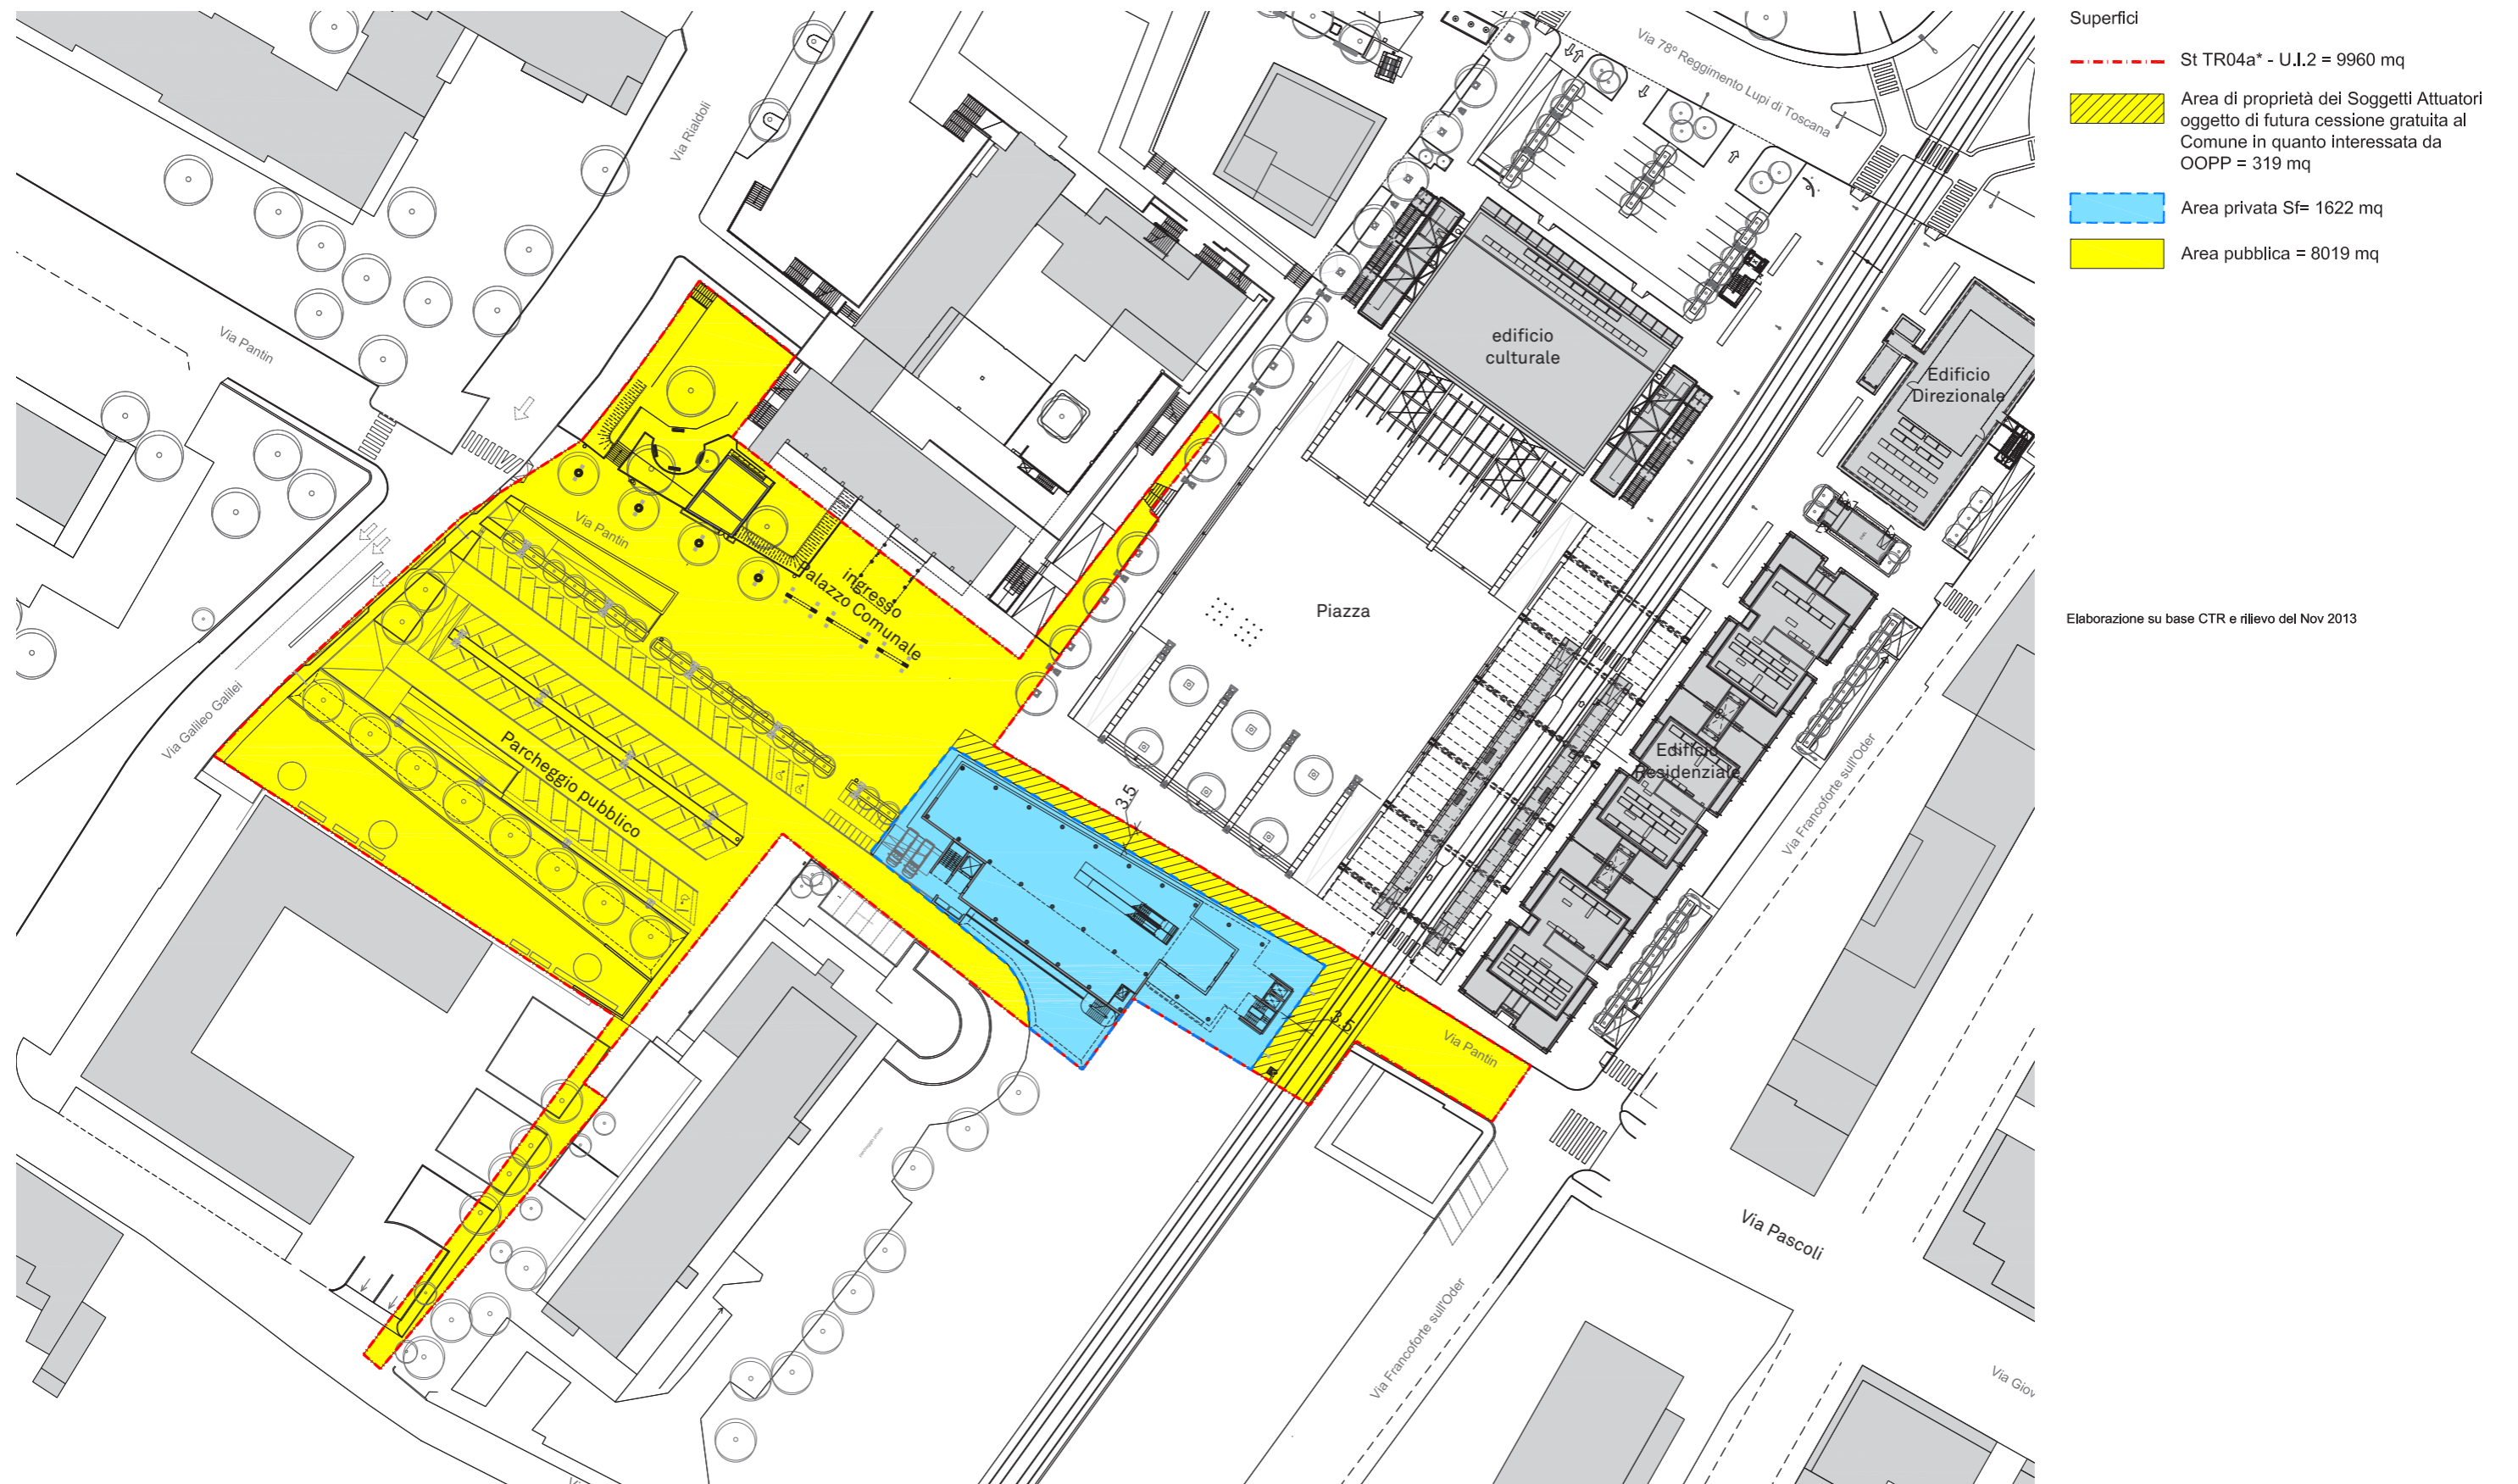 Superfici
St TR04a* - U.I.2 = 9960 mq
Area di proprietà dei Soggetti Attuatori
oggetto di futura cessione gratuita al
Comune in quanto interessata da
OOPP = 319 mq
Area privata Sf= 1622 mq
Area pubblica = 8019 mq
Elaborazione su base CTR e rilievo del Nov 2013
Via 78° Reggimento Lupi di Toscana
Via Rialdoli
Via Pantin
edificio
culturale
Edificio
Direzionale
Via Pantin
ingresso
Palazzo Comunale
Piazza
Via Galileo Galilei
Parcheggio pubblico
3.5
Edificio
Residenziale
Via Francoforte sull'Oder
3.5
Via Pantin
Via Pascoli
Via Francoforte sull'Oder
Via Giov